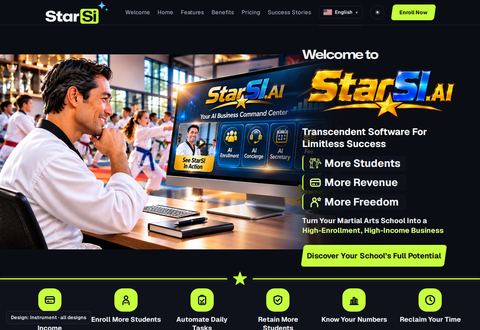 StarSi
Welcome
Home
Features
Benefits
Pricing
Success Stories
English
Enroll Now
Welcome to
StarSI.AI
Transcendent Software For
Limitless Success
More Students
More Revenue
More Freedom
Turn Your Martial Arts School Into a
High-Enrollment, High-Income Business
Discover Your School's Full Potential
StarSI.AI
Your AI Business Command Center
See StarSI
In Action
AI
Enrollment
AI
Concierge
AI
Secretary
Income
Enroll More Students
Automate Daily
Tasks
Retain More
Students
Know Your Numbers
Reclaim Your Time
Design: Instrument · all designs